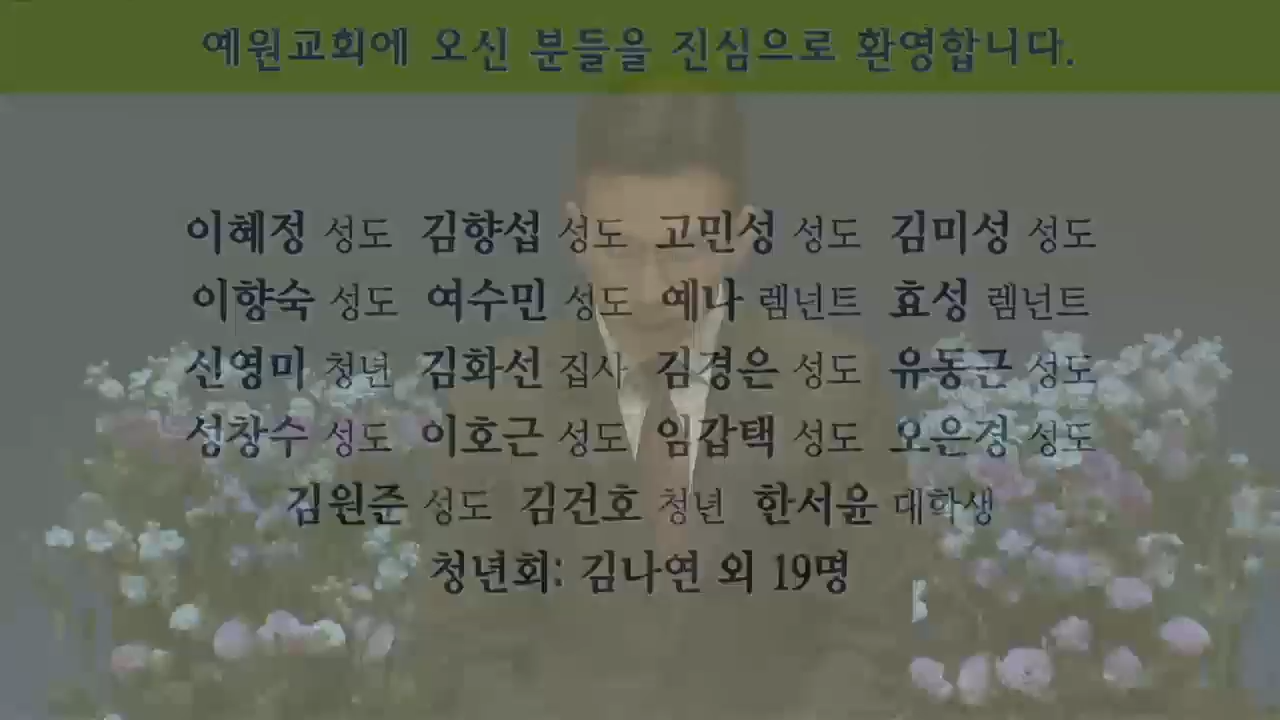 예원교회에 오신 분들을 진심으로 환영합니다.
이혜정 성도 김향섭 성도 고민성 성도 김미성 성도
이향숙 성도 여수민 성도 예나 렘넌트 효성 렘넌트
신영미 청년 김화선 집사 김경은 성도 유동근 성도
성창수 성도 이호근 성도 임갑택 성도 오은경 성도
김원준 성도 김건호 청년 한서윤 대학생
청년회: 김나연 외 19명